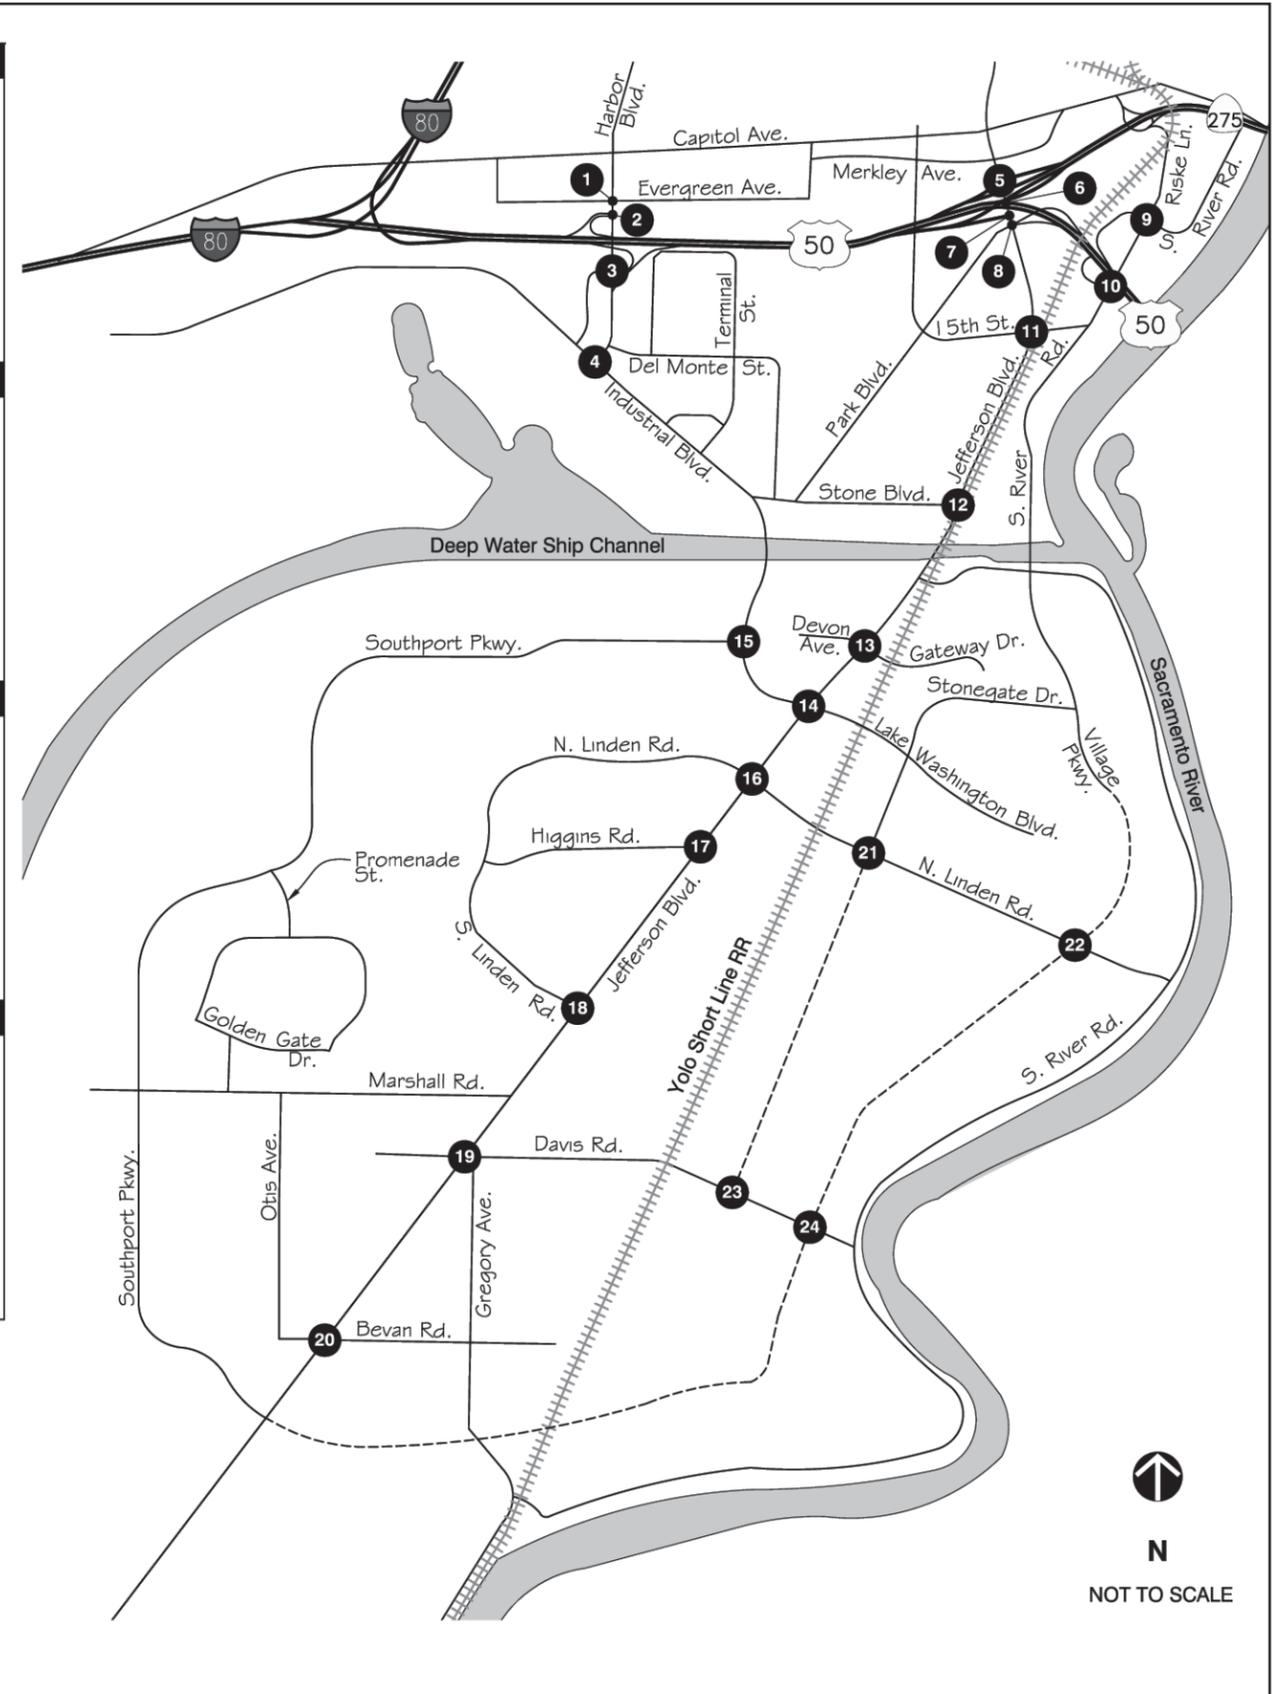 Harbor
Blvd.
80
275
Capitol Ave.
Merkley Ave.
Riske Ln.
1
Evergreen Ave.
5
6
S. River Rd.
2
9
80
50
7
3
8
10
Terminal
St.
50
15th St.
11
4
Del Monte St.
Rd.
Industrial Blvd.
Park Blvd.
Jefferson Blvd.
S. River
Stone Blvd.
12
Deep Water Ship Channel
Devon
Ave.
13
Southport Pkwy.
15
Gateway Dr.
Stonegate Dr.
Sacramento River
14
Lake Washington Blvd.
Village
Pkwy.
N. Linden Rd.
16
Higgins Rd.
17
21
Promenade
St.
N. Linden Rd.
Jefferson Blvd.
S. Linden Rd.
22
Yolo Short Line RR
18
Golden Gate
Dr.
S. River Rd.
Marshall Rd.
Davis Rd.
19
Southport Pkwy.
Otis Ave.
Gregory Ave.
23
24
20
Bevan Rd.
N
NOT TO SCALE